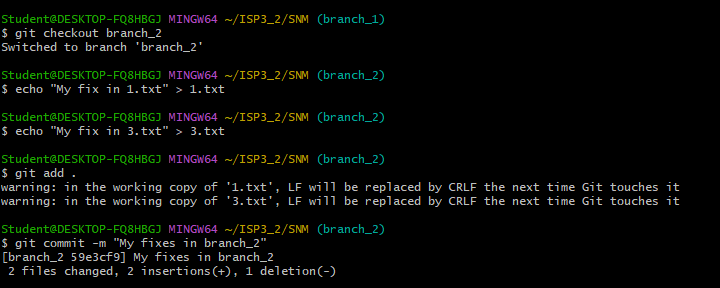 Student@DESKTOP-FQ8HBGJ MINGW64 ~/ISP3_2/SNM (branch_1)
$ git checkout branch_2
Switched to branch 'branch_2'
Student@DESKTOP-FQ8HBGJ MINGW64 ~/ISP3_2/SNM (branch_2)
$ echo "My fix in 1.txt" > 1.txt
Student@DESKTOP-FQ8HBGJ MINGW64 ~/ISP3_2/SNM (branch_2)
$ echo "My fix in 3.txt" > 3.txt
Student@DESKTOP-FQ8HBGJ MINGW64 ~/ISP3_2/SNM (branch_2)
$ git add .
warning: in the working copy of '1.txt', LF will be replaced by CRLF the next time Git touches it
warning: in the working copy of '3.txt', LF will be replaced by CRLF the next time Git touches it
Student@DESKTOP-FQ8HBGJ MINGW64 ~/ISP3_2/SNM (branch_2)
$ git commit -m "My fixes in branch_2"
[branch_2 59e3cf9] My fixes in branch_2
 2 files changed, 2 insertions(+), 1 deletion(-)